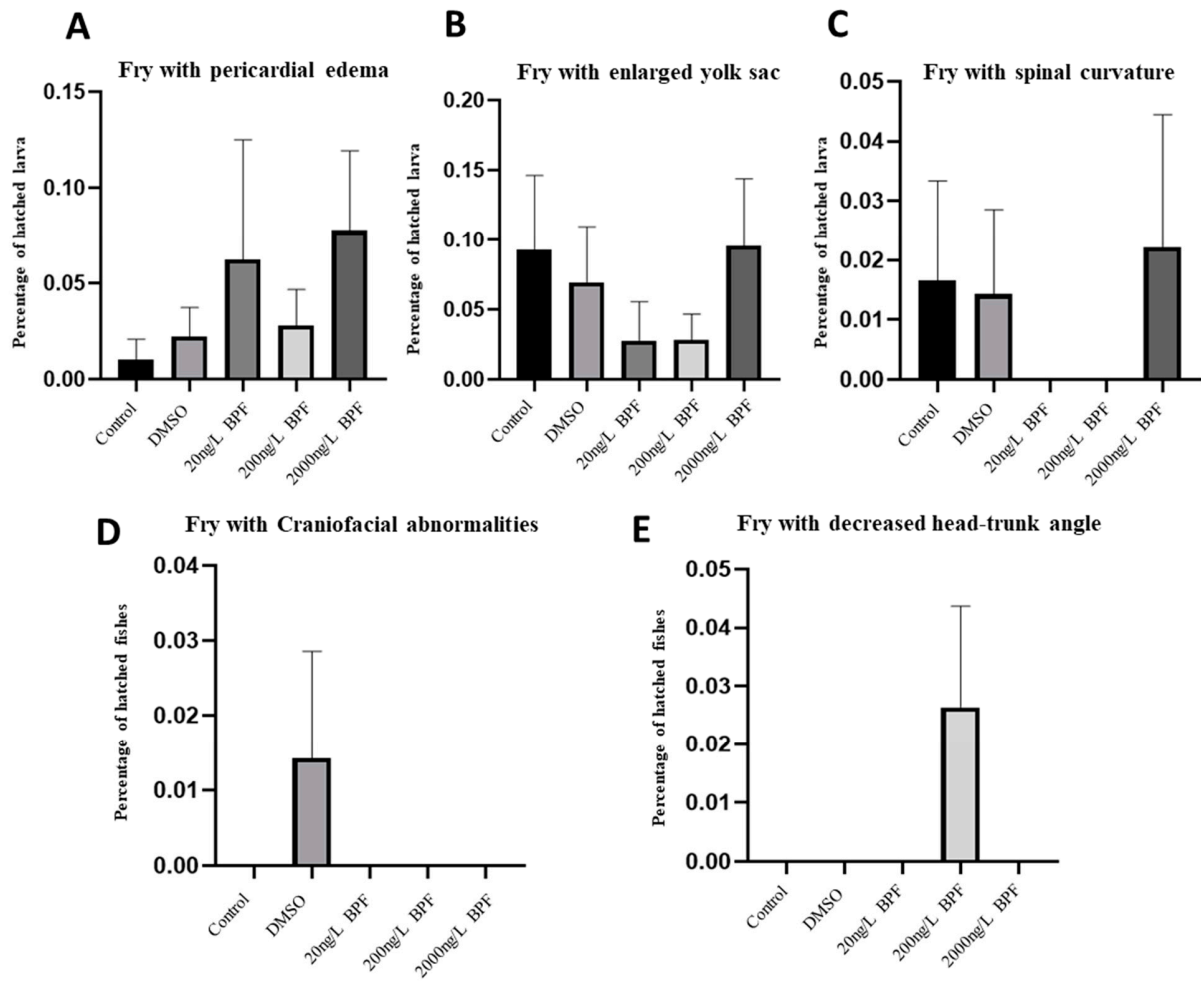 A
Fry with pericardial edema
Percentage of hatched larva
0.15
0.10
0.05
0.00
Control
DMSO
20ng/L BPF
200ng/L BPF
2000ng/L BPF
B
Fry with enlarged yolk sac
Percentage of hatched larva
0.20
0.15
0.10
0.05
0.00
Control
DMSO
20ng/L BPF
200ng/L BPF
2000ng/L BPF
C
Fry with spinal curvature
Percentage of hatched larva
0.05
0.04
0.03
0.02
0.01
0.00
Control
DMSO
20ng/L BPF
200ng/L BPF
2000ng/L BPF
D
Fry with Craniofacial abnormalities
Percentage of hatched fishes
0.04
0.03
0.02
0.01
0.00
Control
DMSO
20ng/L BPF
200ng/L BPF
2000ng/L BPF
E
Fry with decreased head-trunk angle
Percentage of hatched fishes
0.05
0.04
0.03
0.02
0.01
0.00
Control
DMSO
20ng/L BPF
200ng/L BPF
2000ng/L BPF